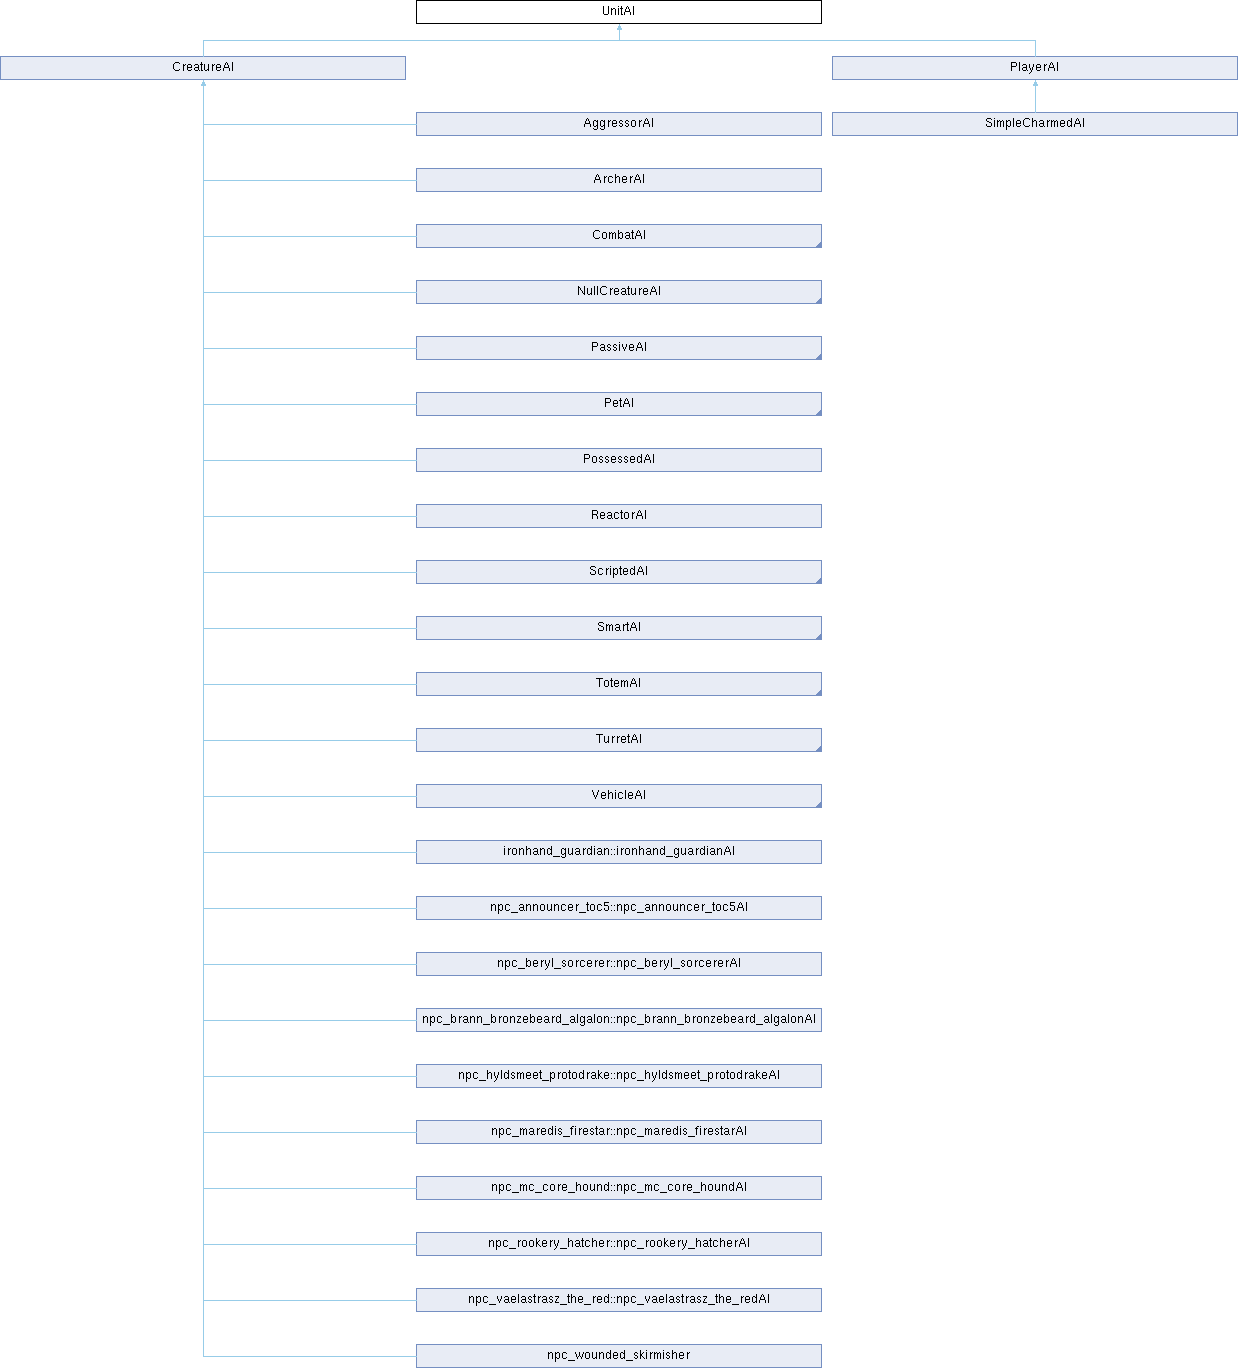 UnitAI
CreatureAI
PlayerAI
AggressorAI
SimpleCharmedAI
ArcherAI
CombatAI
NullCreatureAI
PassiveAI
PetAI
PossessedAI
ReactorAI
ScriptedAI
SmartAI
TotemAI
TurretAI
VehicleAI
ironhand_guardian::ironhand_guardianAI
npc_announcer_toc5::npc_announcer_toc5AI
npc_beryl_sorcerer::npc_beryl_sorcererAI
npc_brann_bronzebeard_algalon::npc_brann_bronzebeard_algalonAI
npc_hyldsmeet_protodrake::npc_hyldsmeet_protodrakeAI
npc_maredis_firestar::npc_maredis_firestarAI
npc_mc_core_hound::npc_mc_core_houndAI
npc_rookery_hatcher::npc_rookery_hatcherAI
npc_vaelastrasz_the_red::npc_vaelastrasz_the_redAI
npc_wounded_skirmisher